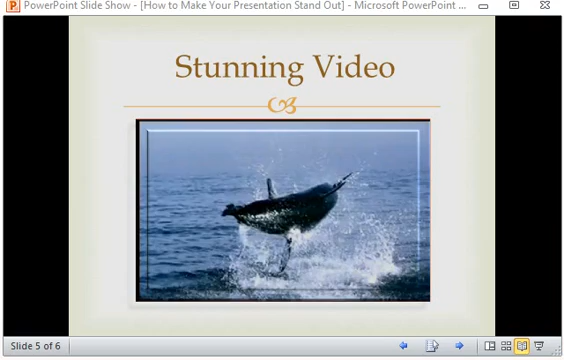 PowerPoint Slide Show - [How to Make Your Presentation Stand Out] - Microsoft PowerPoint ...
Stunning Video
Slide 5 of 6